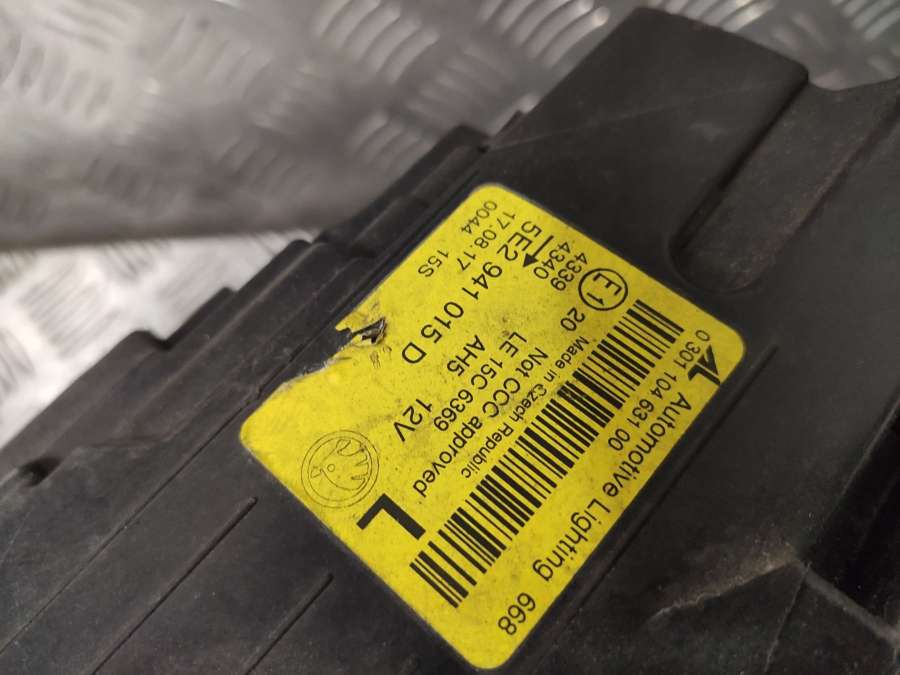 Automotive Lighting 668
0 301 104 631 00
Made in Czech Republic
E1 20
Not CCC approved
L
4339
4340
LE 15C 6369 12V
AH5
5E2 941 015 D
17.08.17 15S
0044